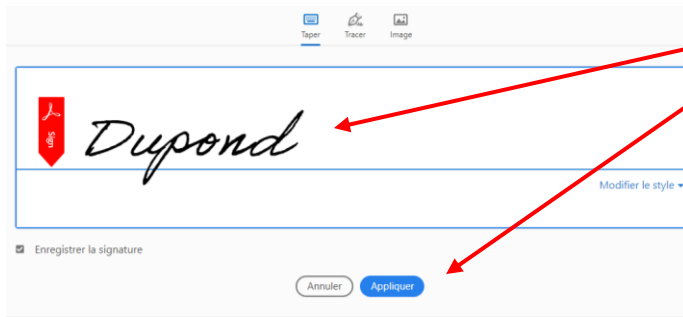 Taper Tracer Image
Sign
Dupond
Modifier le style
Enregistrer la signature
Annuler Appliquer